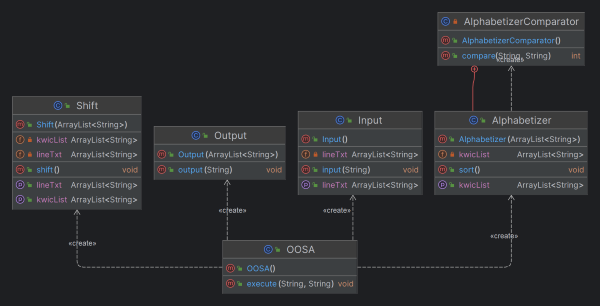 AlphabetizerComparator
AlphabetizerComparator()
compare(String, String) int
«create»
Shift
Shift(ArrayList<String>)
kwicList ArrayList<String>
lineTxt ArrayList<String>
shift() void
lineTxt ArrayList<String>
kwicList ArrayList<String>
Output
Output(ArrayList<String>)
output(String) void
Input
Input()
lineTxt ArrayList<String>
input(String) void
lineTxt ArrayList<String>
Alphabetizer
Alphabetizer(ArrayList<String>)
kwicList ArrayList<String>
sort() void
kwicList ArrayList<String>
«create»
«create»
«create»
«create»
OOSA
OOSA()
execute(String, String) void